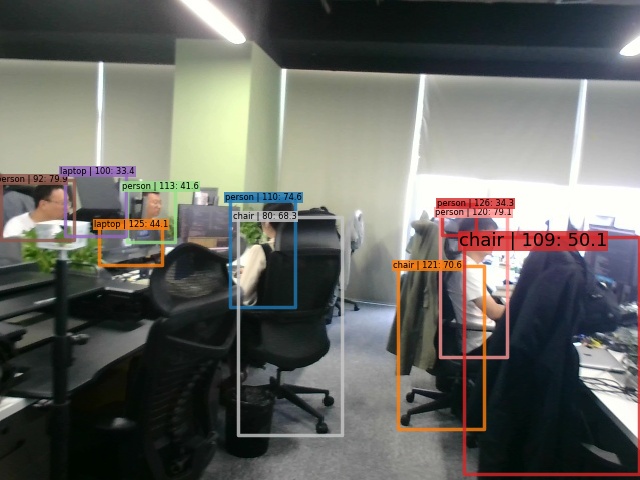 laptop | 100: 33.4
person | 92: 79.9
person | 113: 41.6
person | 110: 74.6
person | 126: 34.3
person | 120: 79.1
chair | 80: 68.3
laptop | 125: 44.1
chair | 109: 50.1
chair | 121: 70.6